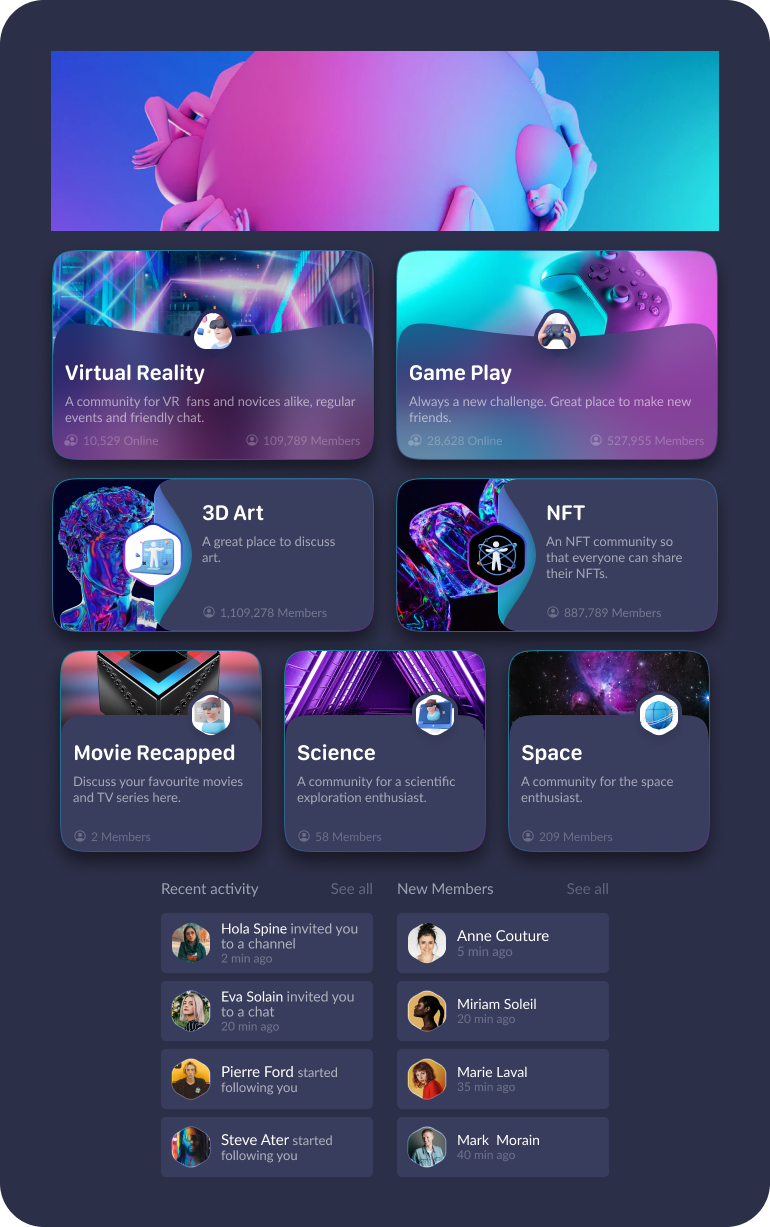 Virtual Reality
A community for VR  fans and novices alike, regular
events and friendly chat.
10,529 Online
109,789 Members
Game Play
Always a new challenge. Great place to make new
friends.
28,628 Online
527,955 Members
3D Art
A great place to discuss
art.
1,109,278 Members
NFT
An NFT community so
that everyone can share
their NFTs.
887,789 Members
Movie Recapped
Discuss your favourite movies
and TV series here.
2 Members
Science
A community for a scientific
exploration enthusiast.
58 Members
Space
A community for the space
enthusiast.
209 Members
Recent activity
See all
Hola Spine invited you
to a channel
2 min ago
Eva Solain invited you
to a chat
20 min ago
Pierre Ford started
following you
Steve Ater started
following you
New Members
See all
Anne Couture
5 min ago
Miriam Soleil
20 min ago
Marie Laval
35 min ago
Mark  Morain
40 min ago